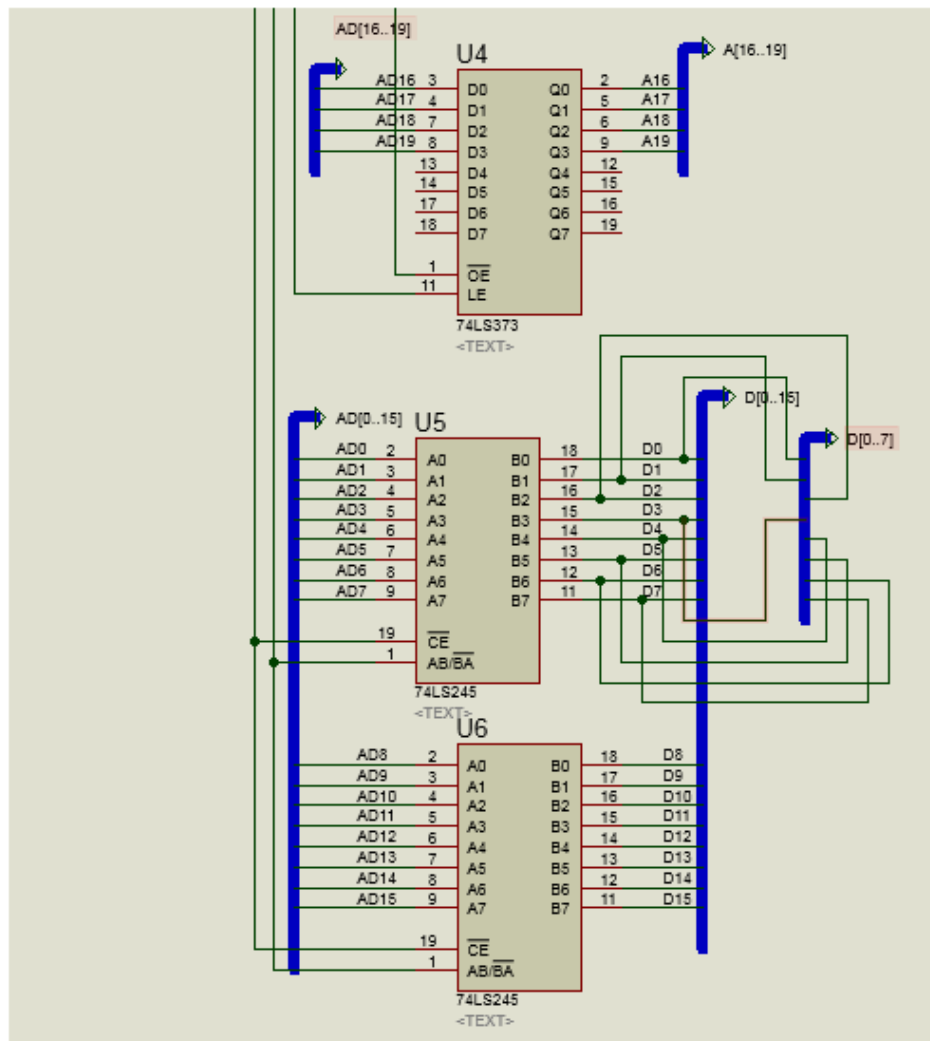 AD[16..19]
A[16..19]
U4
AD16 3 D0 Q0 2 A16
AD17 4 D1 Q1 5 A17
AD18 7 D2 Q2 6 A18
AD19 8 D3 Q3 9 A19
13 D4 Q4 12
14 D5 Q5 15
17 D6 Q6 16
18 D7 Q7 19
1 OE
11 LE
74LS373
<TEXT>
AD[0..15]
U5
D[0..15]
D[0..7]
AD0 2 A0 B0 18 D0
AD1 3 A1 B1 17 D1
AD2 4 A2 B2 16 D2
AD3 5 A3 B3 15 D3
AD4 6 A4 B4 14 D4
AD5 7 A5 B5 13 D5
AD6 8 A6 B6 12 D6
AD7 9 A7 B7 11 D7
19 CE
1 AB/BA
74LS245
<TEXT>
U6
AD8 2 A0 B0 18 D8
AD9 3 A1 B1 17 D9
AD10 4 A2 B2 16 D10
AD11 5 A3 B3 15 D11
AD12 6 A4 B4 14 D12
AD13 7 A5 B5 13 D13
AD14 8 A6 B6 12 D14
AD15 9 A7 B7 11 D15
19 CE
1 AB/BA
74LS245
<TEXT>